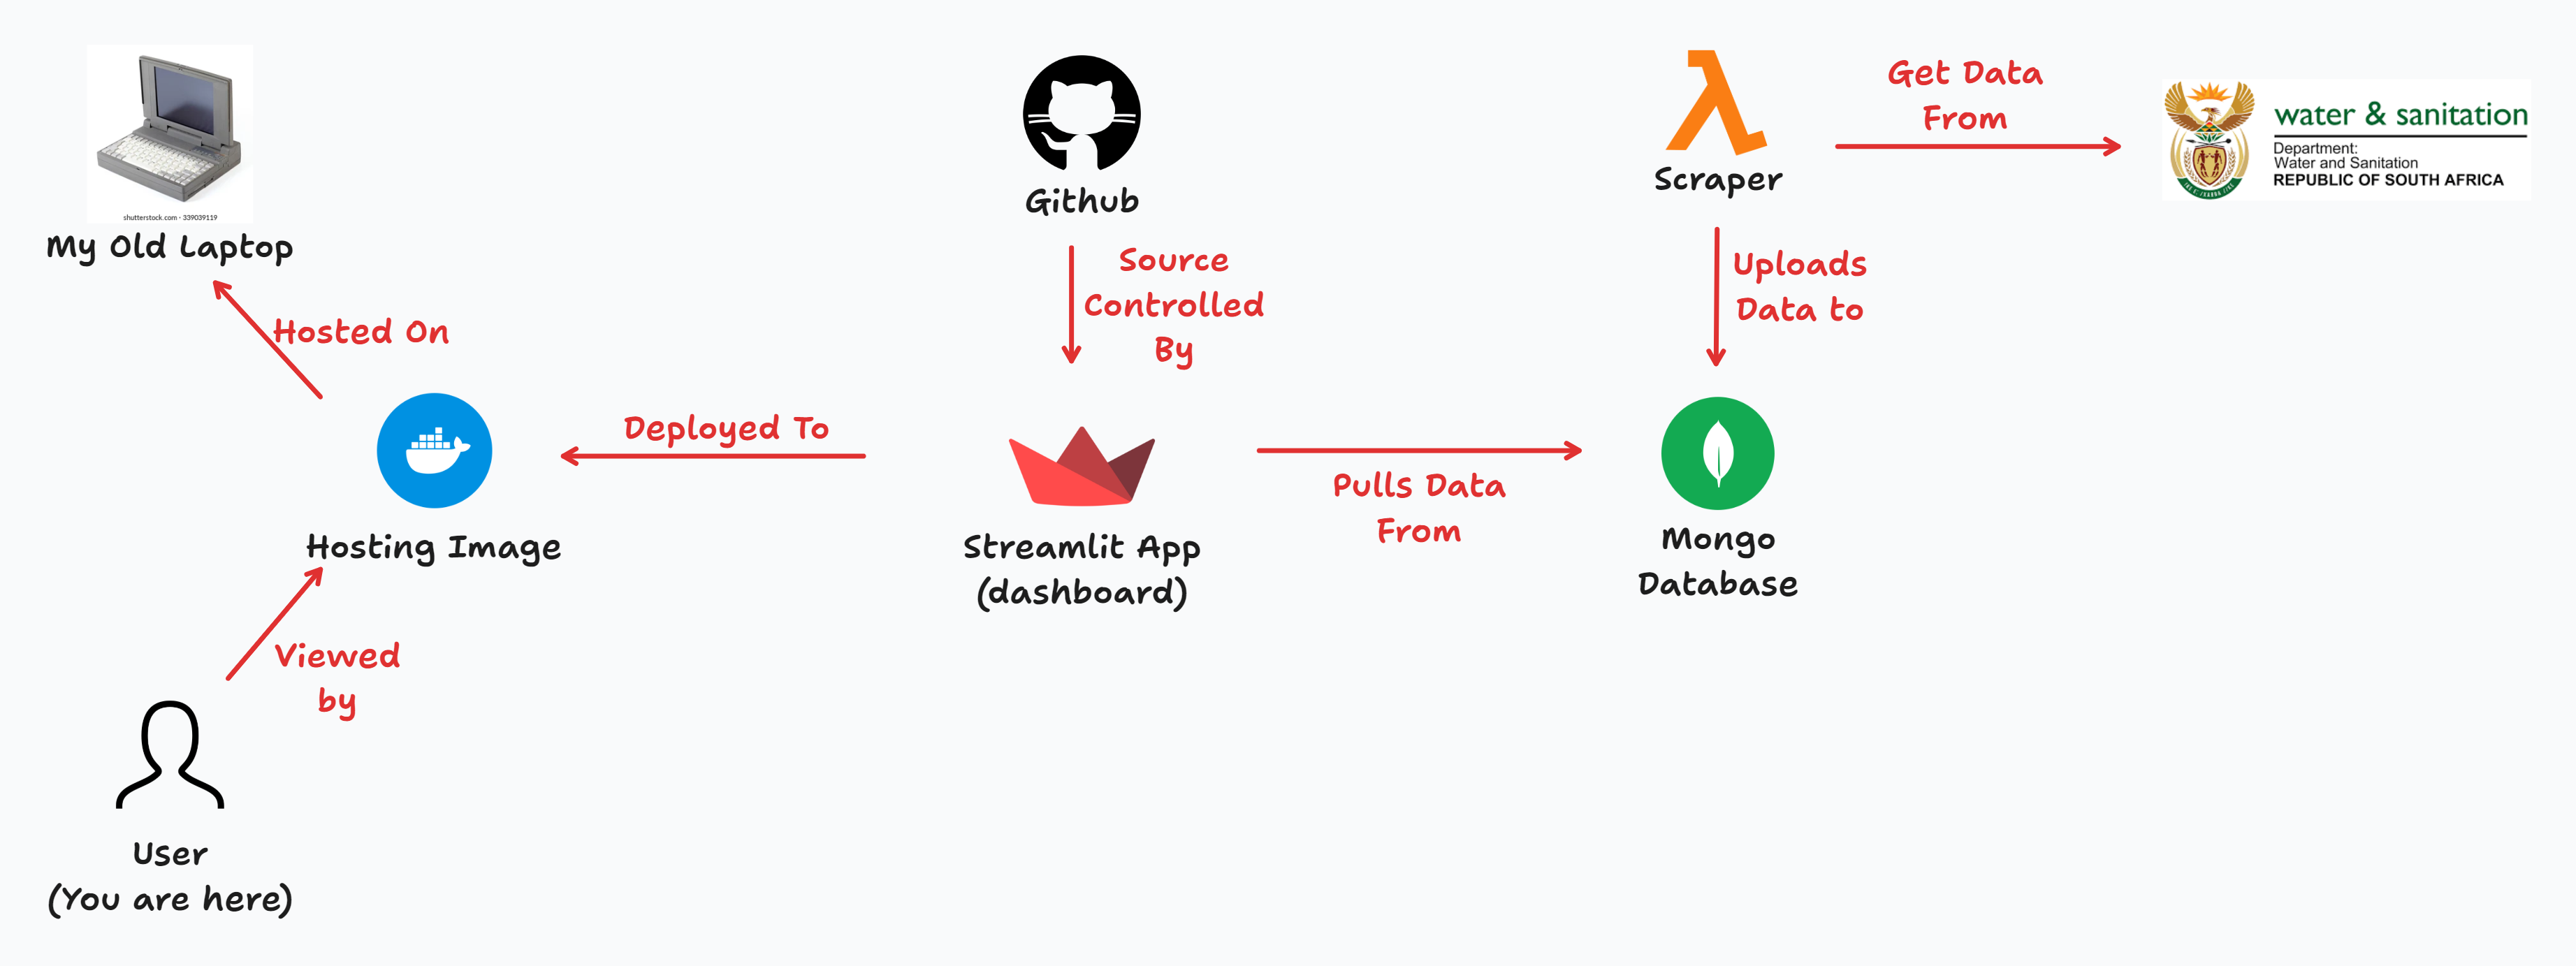 shutterstock.com · 339039119
My Old Laptop
Hosted On
Hosting Image
Viewed
by
User
(You are here)
Deployed To
Github
Source
Controlled
By
Streamlit App
(dashboard)
Pulls Data
From
Scraper
Uploads
Data to
Mongo
Database
Get Data
From
water & sanitation
Department:
Water and Sanitation
REPUBLIC OF SOUTH AFRICA